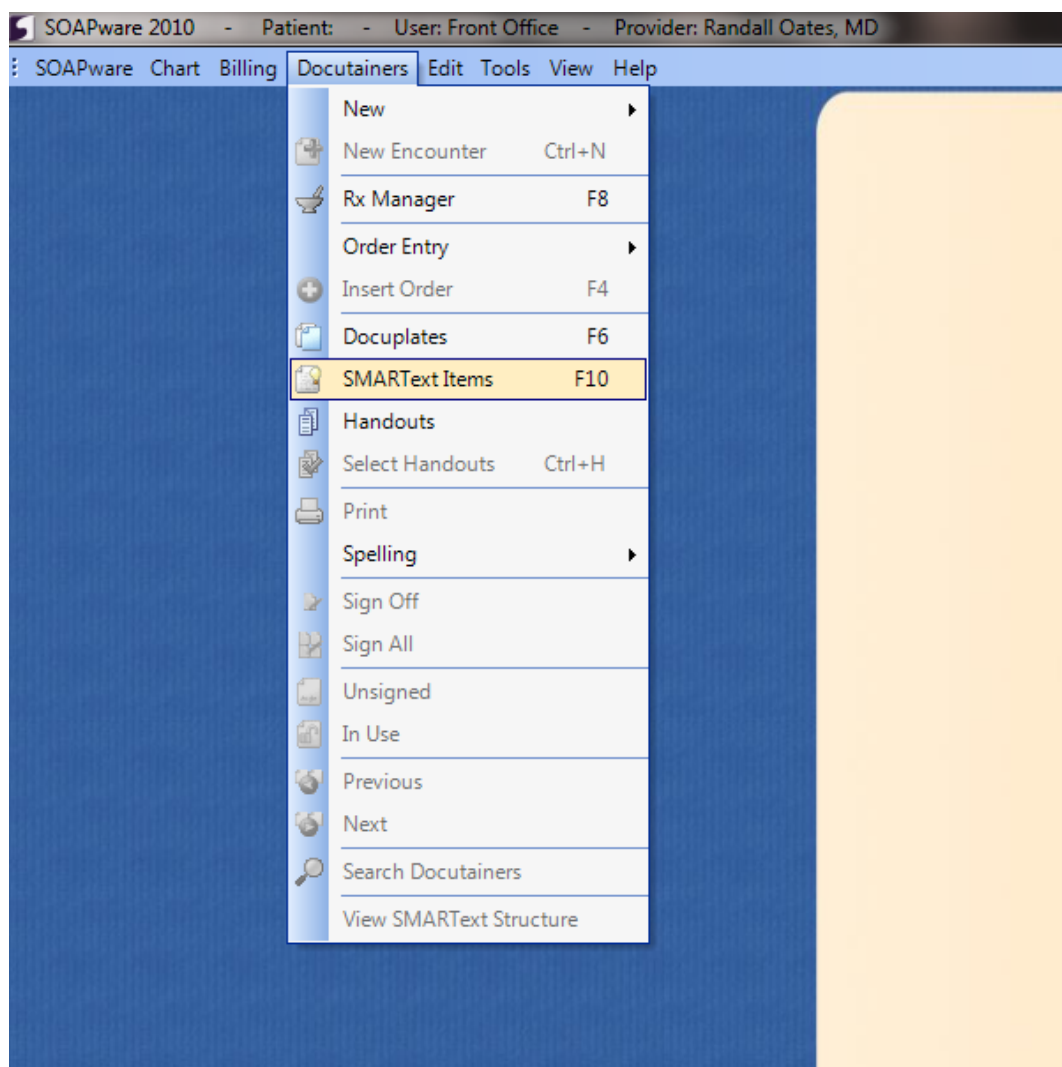 SOAPware 2010 - Patient: - User: Front Office - Provider: Randall Oates, MD
SOAPware Chart Billing Docutainers Edit Tools View Help
New
New Encounter Ctrl+N
Rx Manager F8
Order Entry
Insert Order F4
Docuplates F6
SMARText Items F10
Handouts
Select Handouts Ctrl+H
Print
Spelling
Sign Off
Sign All
Unsigned
In Use
Previous
Next
Search Docutainers
View SMARText Structure